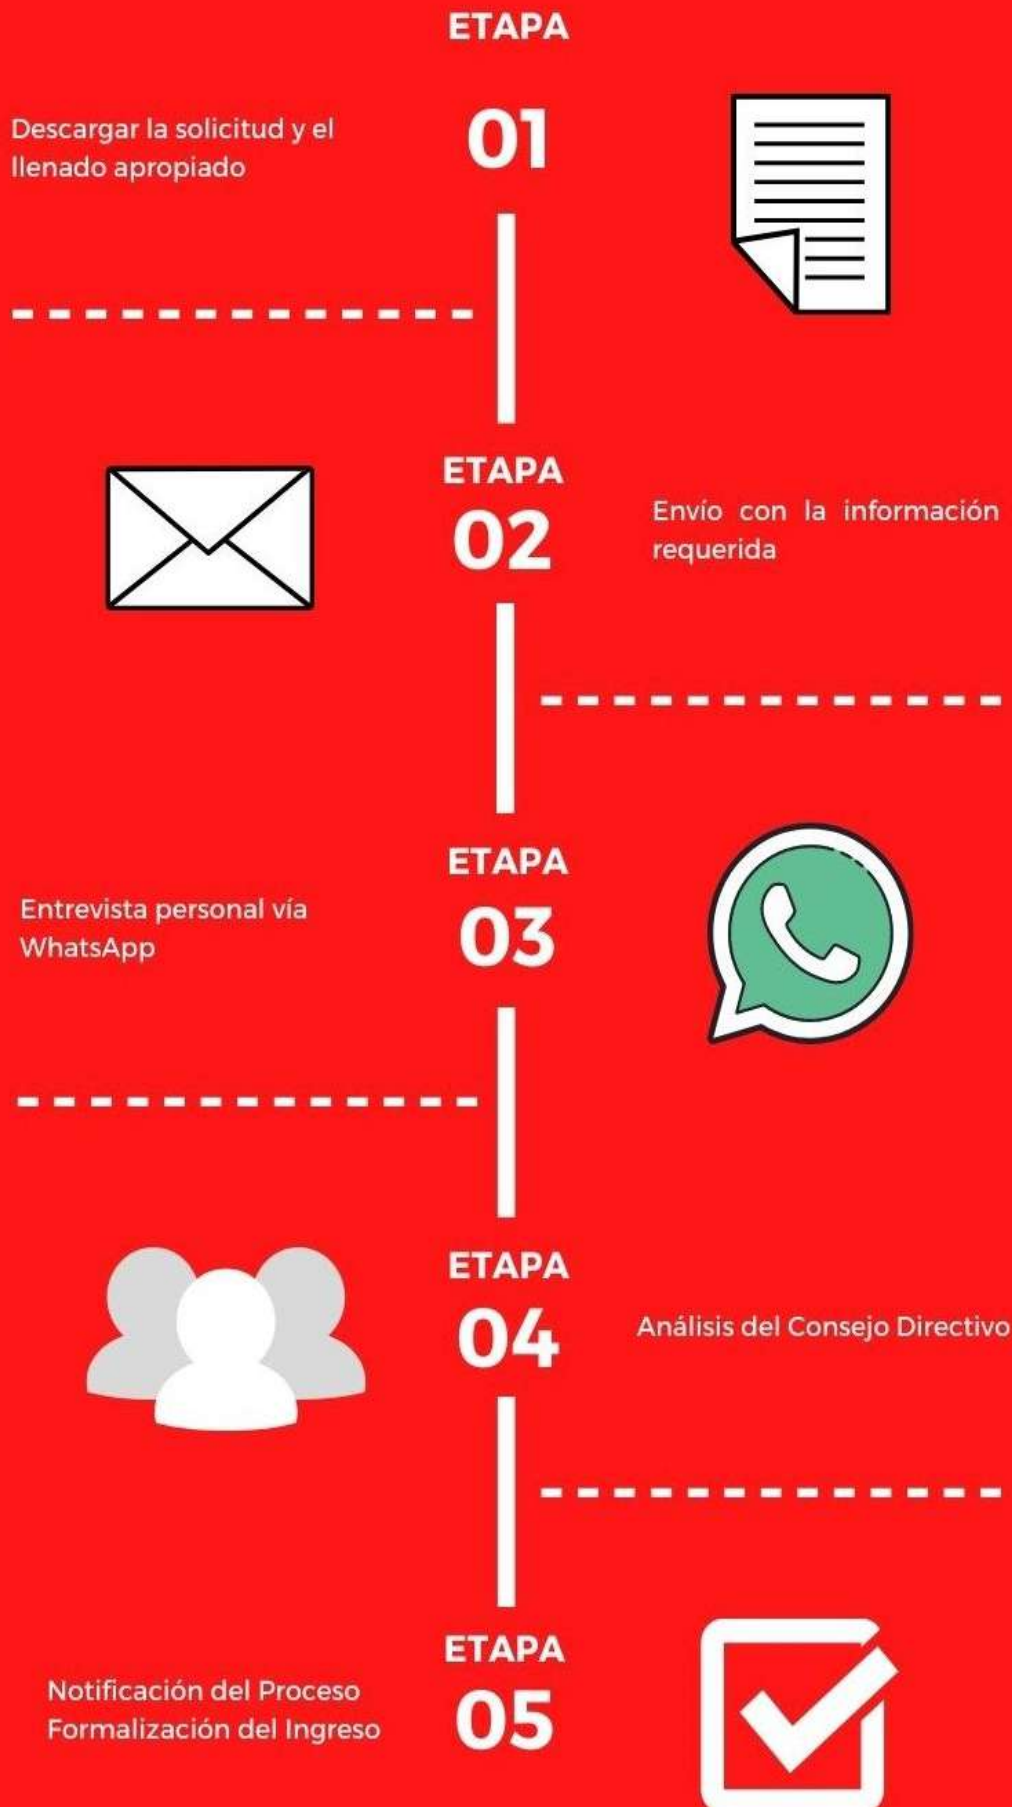 ETAPA
01
Descargar la solicitud y el
llenado apropiado
ETAPA
02
Envío con la información
requerida
ETAPA
03
Entrevista personal vía
WhatsApp
ETAPA
04
Análisis del Consejo Directivo
ETAPA
05
Notificación del Proceso
Formalización del Ingreso